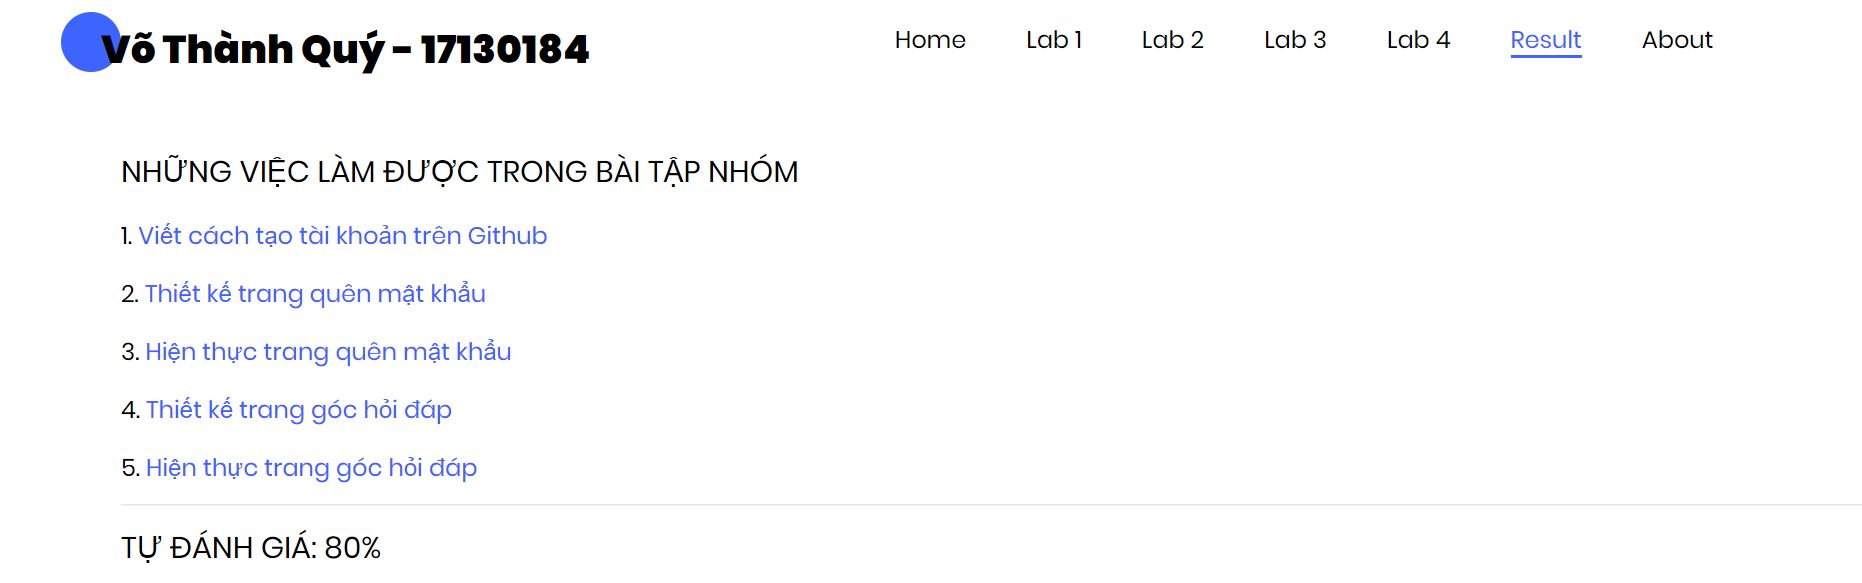 Võ Thành Quý - 17130184
Home Lab 1 Lab 2 Lab 3 Lab 4 Result About
NHỮNG VIỆC LÀM ĐƯỢC TRONG BÀI TẬP NHÓM
1. Viết cách tạo tài khoản trên Github
2. Thiết kế trang quên mật khẩu
3. Hiện thực trang quên mật khẩu
4. Thiết kế trang góc hỏi đáp
5. Hiện thực trang góc hỏi đáp
TỰ ĐÁNH GIÁ: 80%